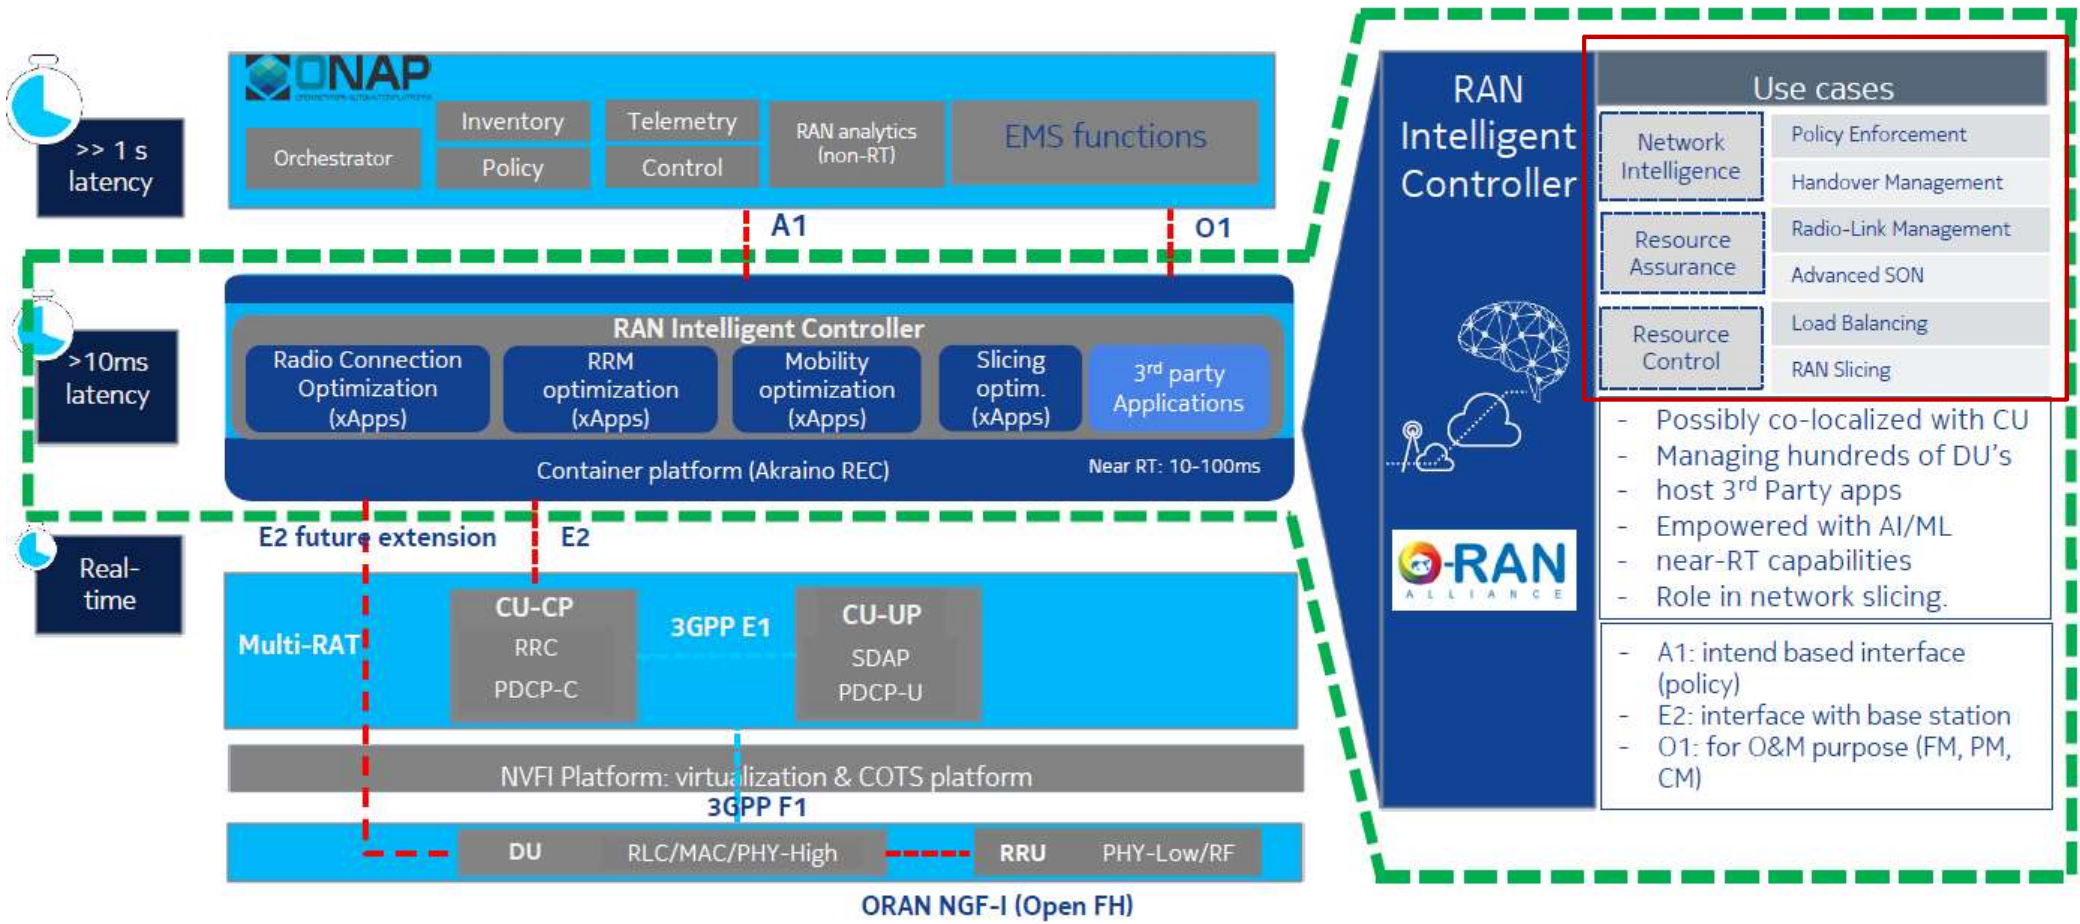 ONAP
OPEN NETWORK AUTOMATION PLATFORM
>> 1 s
latency
Orchestrator
Inventory
Policy
Telemetry
Control
RAN analytics
(non-RT)
EMS functions
A1
O1
>10ms
latency
RAN Intelligent Controller
Radio Connection
Optimization
(xApps)
RRM
optimization
(xApps)
Mobility
optimization
(xApps)
Slicing
optim.
(xApps)
3rd party
Applications
Container platform (Akraino REC)
Near RT: 10-100ms
E2 future extension
E2
Real-
time
Multi-RAT
CU-CP
RRC
PDCP-C
3GPP E1
CU-UP
SDAP
PDCP-U
NVFI Platform: virtualization & COTS platform
3GPP F1
DU
RLC/MAC/PHY-High
RRU
PHY-Low/RF
ORAN NGF-I (Open FH)
RAN
Intelligent
Controller
O-RAN
ALLIANCE
Use cases
Network
Intelligence
Policy Enforcement
Handover Management
Resource
Assurance
Radio-Link Management
Advanced SON
Resource
Control
Load Balancing
RAN Slicing
- Possibly co-localized with CU
- Managing hundreds of DU's
- host 3rd Party apps
- Empowered with AI/ML
- near-RT capabilities
- Role in network slicing.
- A1: intend based interface
(policy)
- E2: interface with base station
- O1: for O&M purpose (FM, PM,
CM)